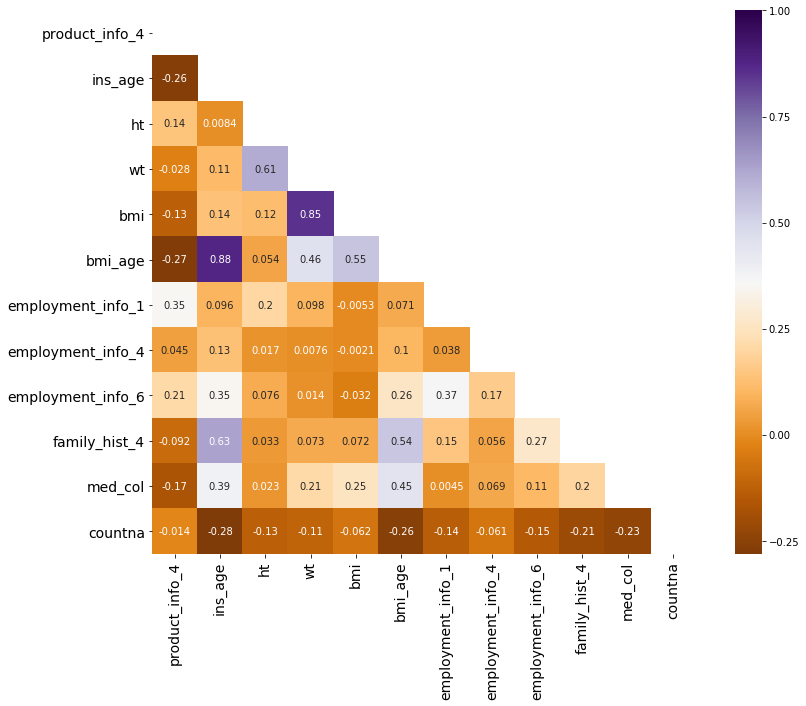 1.00
product_info_4
ins_age -0.26
0.75
ht 0.14 0.0084
wt -0.028 0.11 0.61
bmi -0.13 0.14 0.12 0.85
0.50
bmi_age -0.27 0.88 0.054 0.46 0.55
employment_info_1 0.35 0.096 0.2 0.098 -0.0053 0.071
0.25
employment_info_4 0.045 0.13 0.017 0.0076 -0.0021 0.1 0.038
employment_info_6 0.21 0.35 0.076 0.014 -0.032 0.26 0.37 0.17
0.00
family_hist_4 -0.092 0.63 0.033 0.073 0.072 0.54 0.15 0.056 0.27
med_col -0.17 0.39 0.023 0.21 0.25 0.45 0.0045 0.069 0.11 0.2
countna -0.014 -0.28 -0.13 -0.11 -0.062 -0.26 -0.14 -0.061 -0.15 -0.21 -0.23
−0.25
product_info_4
ins_age
ht
wt
bmi
bmi_age
employment_info_1
employment_info_4
employment_info_6
family_hist_4
med_col
countna